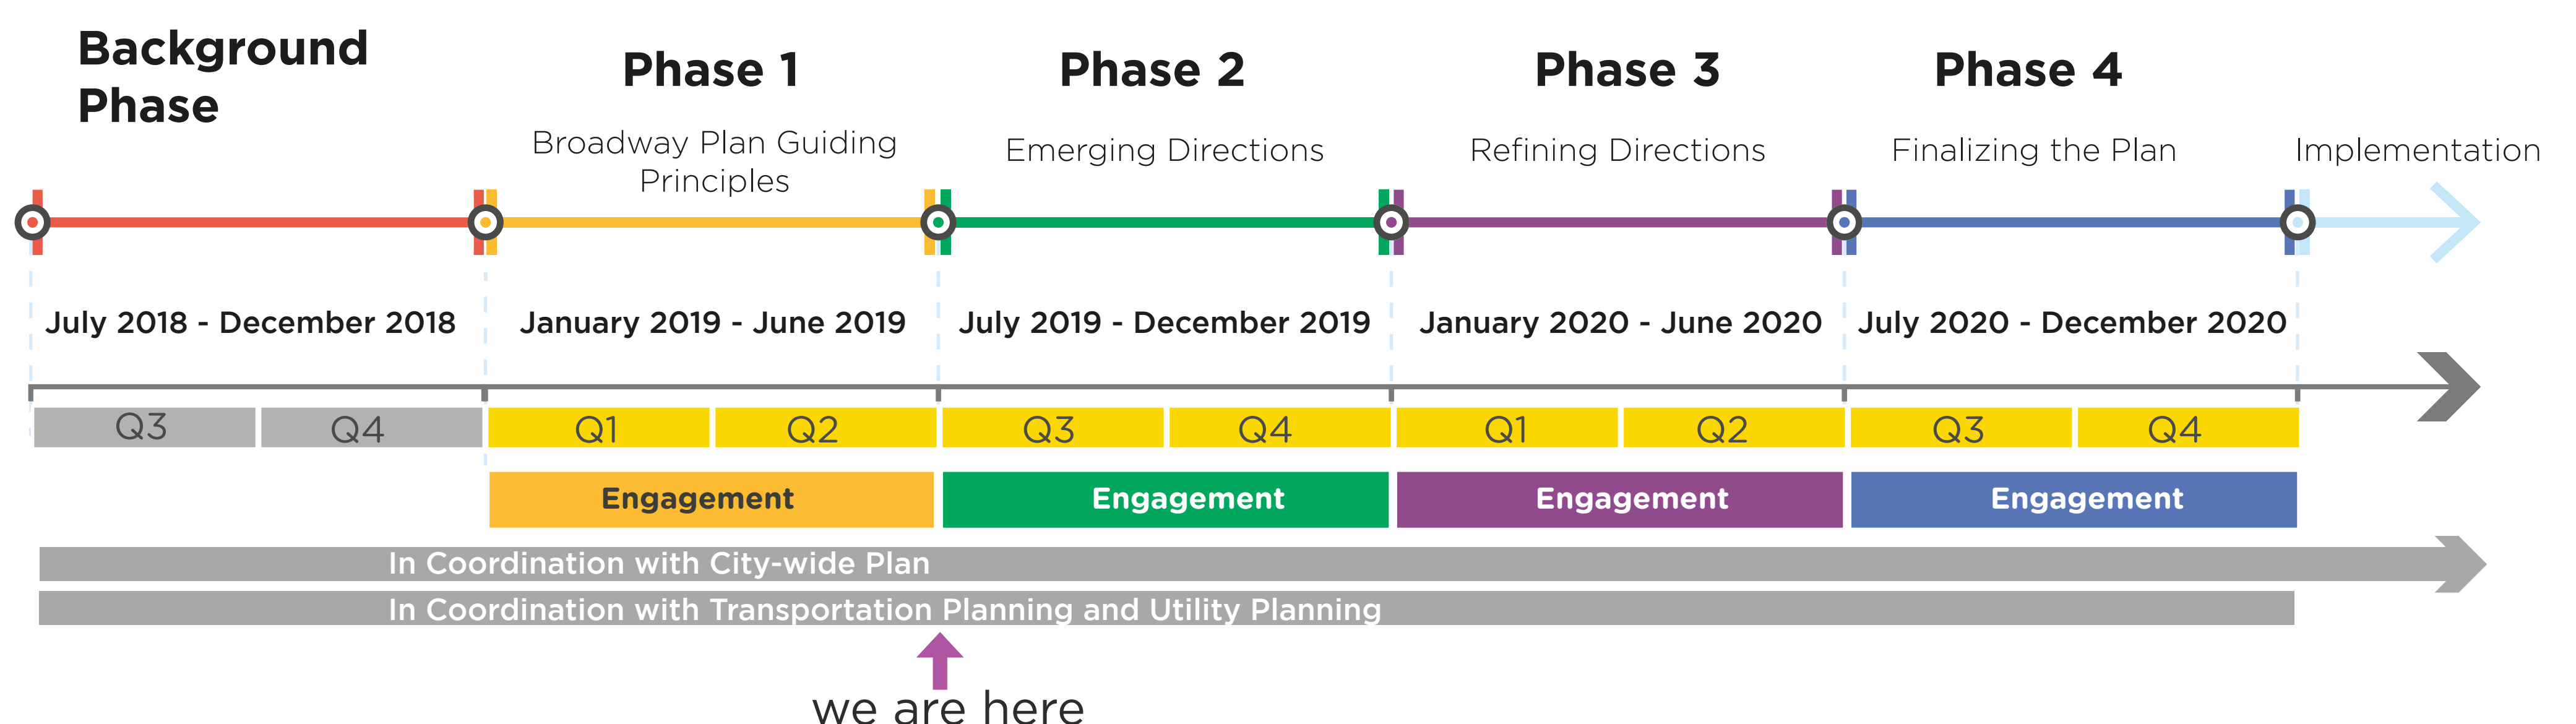 Background
Phase
Phase 1
Phase 2
Phase 3
Phase 4
Broadway Plan Guiding
Principles
Emerging Directions
Refining Directions
Finalizing the Plan
Implementation
July 2018 - December 2018
January 2019 - June 2019
July 2019 - December 2019
January 2020 - June 2020
July 2020 - December 2020
Q3
Q4
Q1
Q2
Q3
Q4
Q1
Q2
Q3
Q4
Engagement
Engagement
Engagement
Engagement
In Coordination with City-wide Plan
In Coordination with Transportation Planning and Utility Planning
we are here